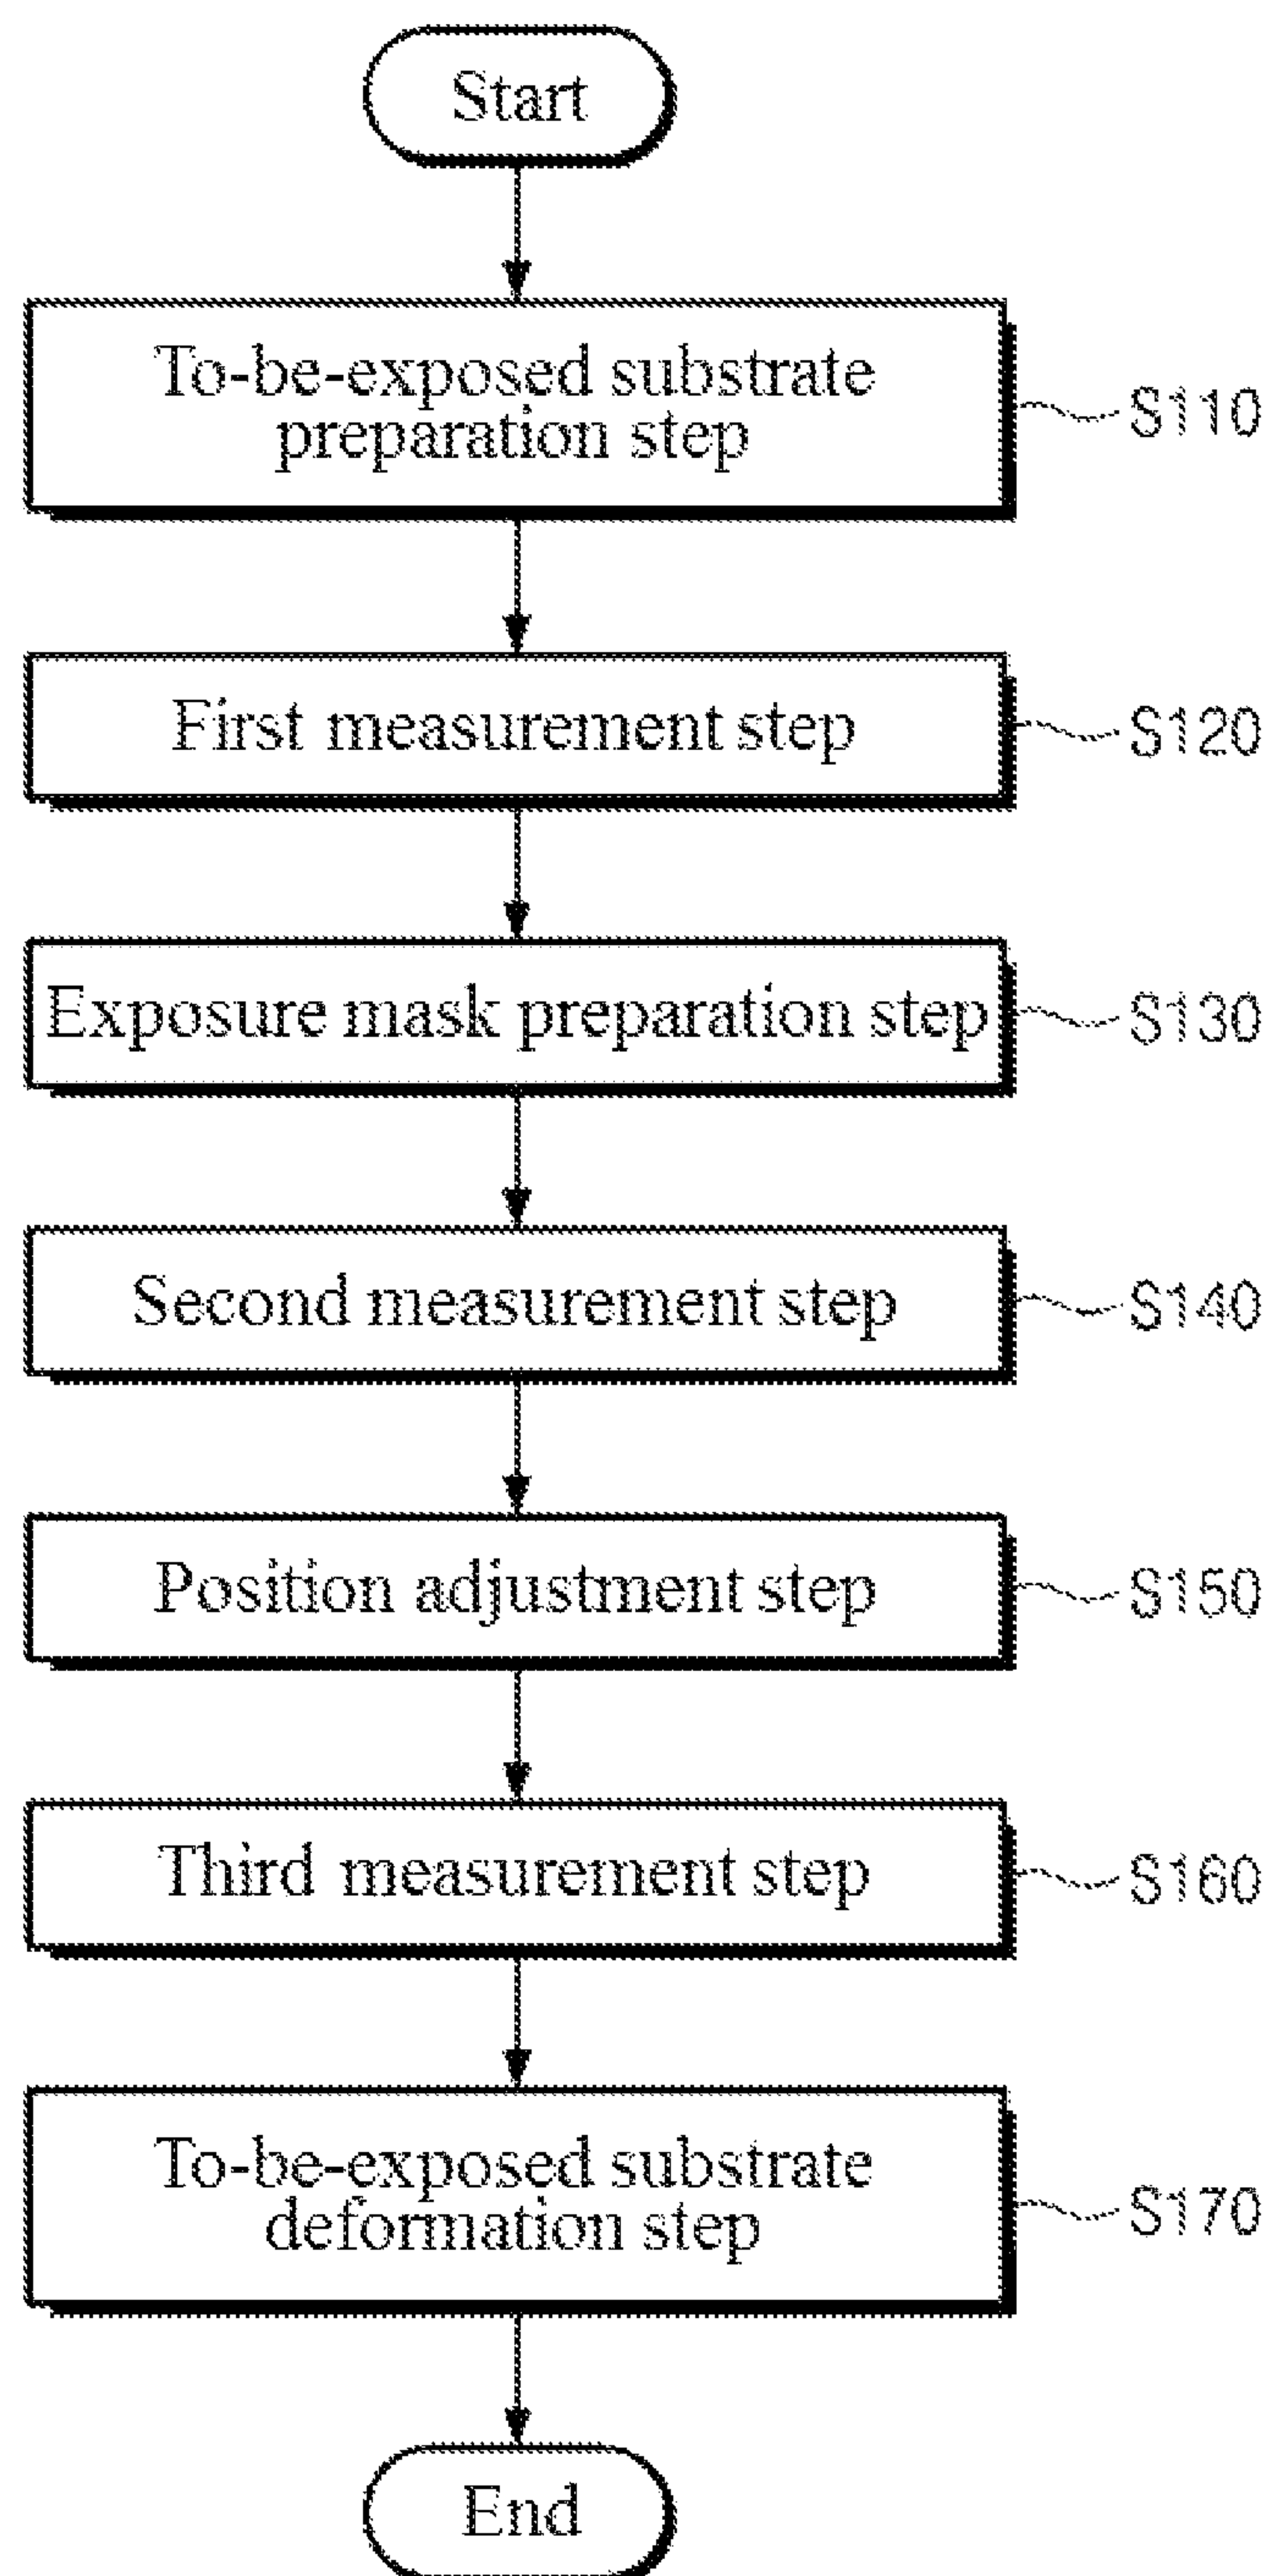 Start
To-be-exposed substrate
preparation step
S110
First measurement step
S120
Exposure mask preparation step
S130
Second measurement step
S140
Position adjustment step
S150
Third measurement step
S160
To-be-exposed substrate
deformation step
S170
End